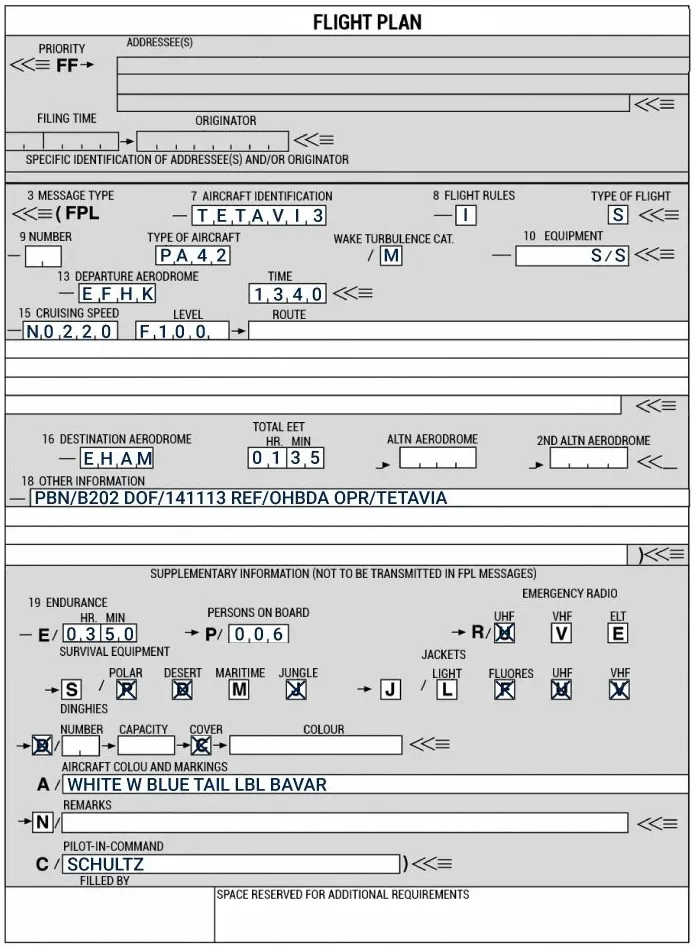 FLIGHT PLAN
PRIORITY ADDRESSEE(S)
<<≡ FF→
<<≡
FILING TIME ORIGINATOR
→ <<≡
SPECIFIC IDENTIFICATION OF ADDRESSEE(S) AND/OR ORIGINATOR
3 MESSAGE TYPE 7 AIRCRAFT IDENTIFICATION 8 FLIGHT RULES TYPE OF FLIGHT
<<≡(FPL — TETAVI3 — I S <<≡
9 NUMBER TYPE OF AIRCRAFT WAKE TURBULENCE CAT. 10 EQUIPMENT
— PA42 / M — S/S <<≡
13 DEPARTURE AERODROME TIME
— EFHK 1340 <<≡
15 CRUISING SPEED LEVEL ROUTE
— N0220 F100 →
<<≡
16 DESTINATION AERODROME TOTAL EET HR. MIN ALTN AERODROME 2ND ALTN AERODROME
— EHAM 0135 → → <<
18 OTHER INFORMATION
— PBN/B202 DOF/141113 REF/OHBDA OPR/TETAVIA
)<<≡
SUPPLEMENTARY INFORMATION (NOT TO BE TRANSMITTED IN FPL MESSAGES)
19 ENDURANCE EMERGENCY RADIO
HR. MIN PERSONS ON BOARD UHF VHF ELT
— E/ 0350 → P/ 006 → R/ U V E
SURVIVAL EQUIPMENT JACKETS
POLAR DESERT MARITIME JUNGLE LIGHT FLUORES UHF VHF
→ S / P D M J → J / L F U V
DINGHIES
NUMBER CAPACITY COVER COLOUR
→ D / → → C → <<≡
AIRCRAFT COLOU AND MARKINGS
A / WHITE W BLUE TAIL LBL BAVAR
REMARKS
→ N / <<≡
PILOT-IN-COMMAND
C / SCHULTZ )<<≡
FILLED BY
SPACE RESERVED FOR ADDITIONAL REQUIREMENTS